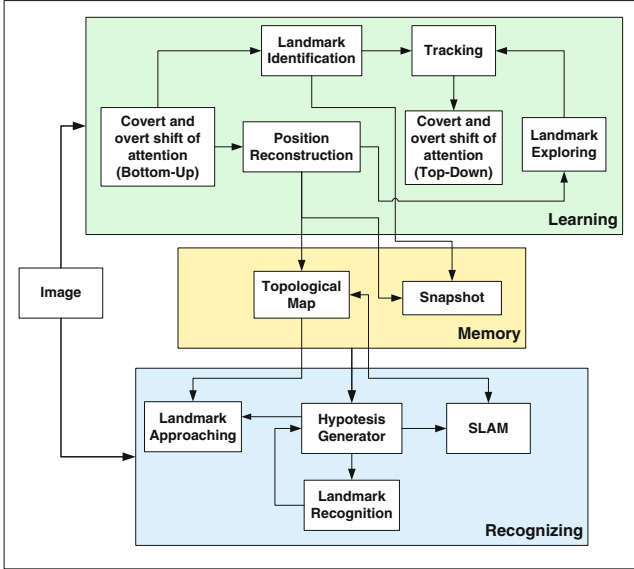 Landmark
Identification
Tracking
Covert and
overt shift of
attention
(Bottom-Up)
Position
Reconstruction
Covert and
overt shift of
attention
(Top-Down)
Landmark
Exploring
Learning
Image
Topological
Map
Snapshot
Memory
Landmark
Approaching
Hypotesis
Generator
SLAM
Landmark
Recognition
Recognizing